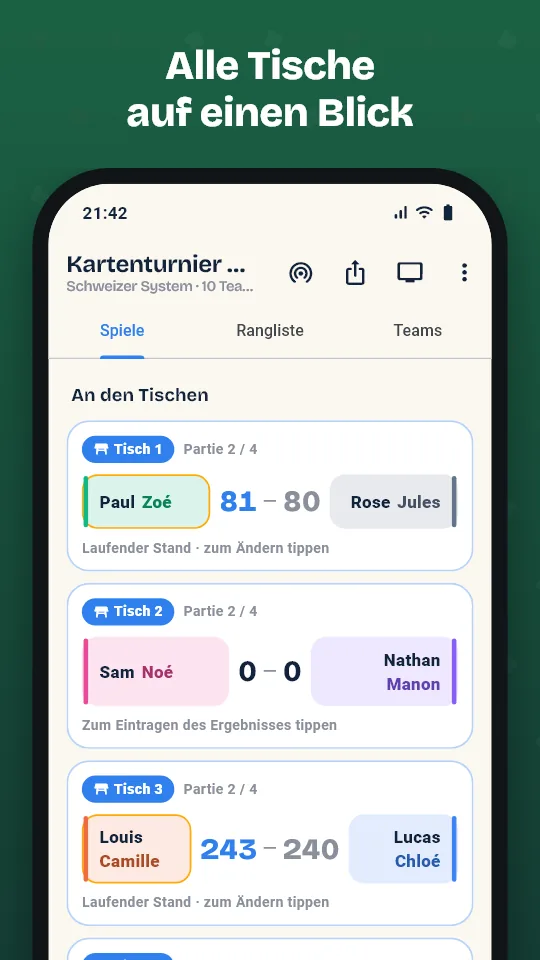 Alle Tische
auf einen Blick
21:42
Kartenturnier ...
Schweizer System · 10 Tea...
Spiele Rangliste Teams
An den Tischen
Tisch 1 Partie 2 / 4
Paul Zoé 81 – 80 Rose Jules
Laufender Stand · zum Ändern tippen
Tisch 2 Partie 2 / 4
Sam Noé 0 – 0 Nathan
Manon
Zum Eintragen des Ergebnisses tippen
Tisch 3 Partie 2 / 4
Louis
Camille 243 – 240 Lucas
Chloé
Laufender Stand · zum Ändern tippen